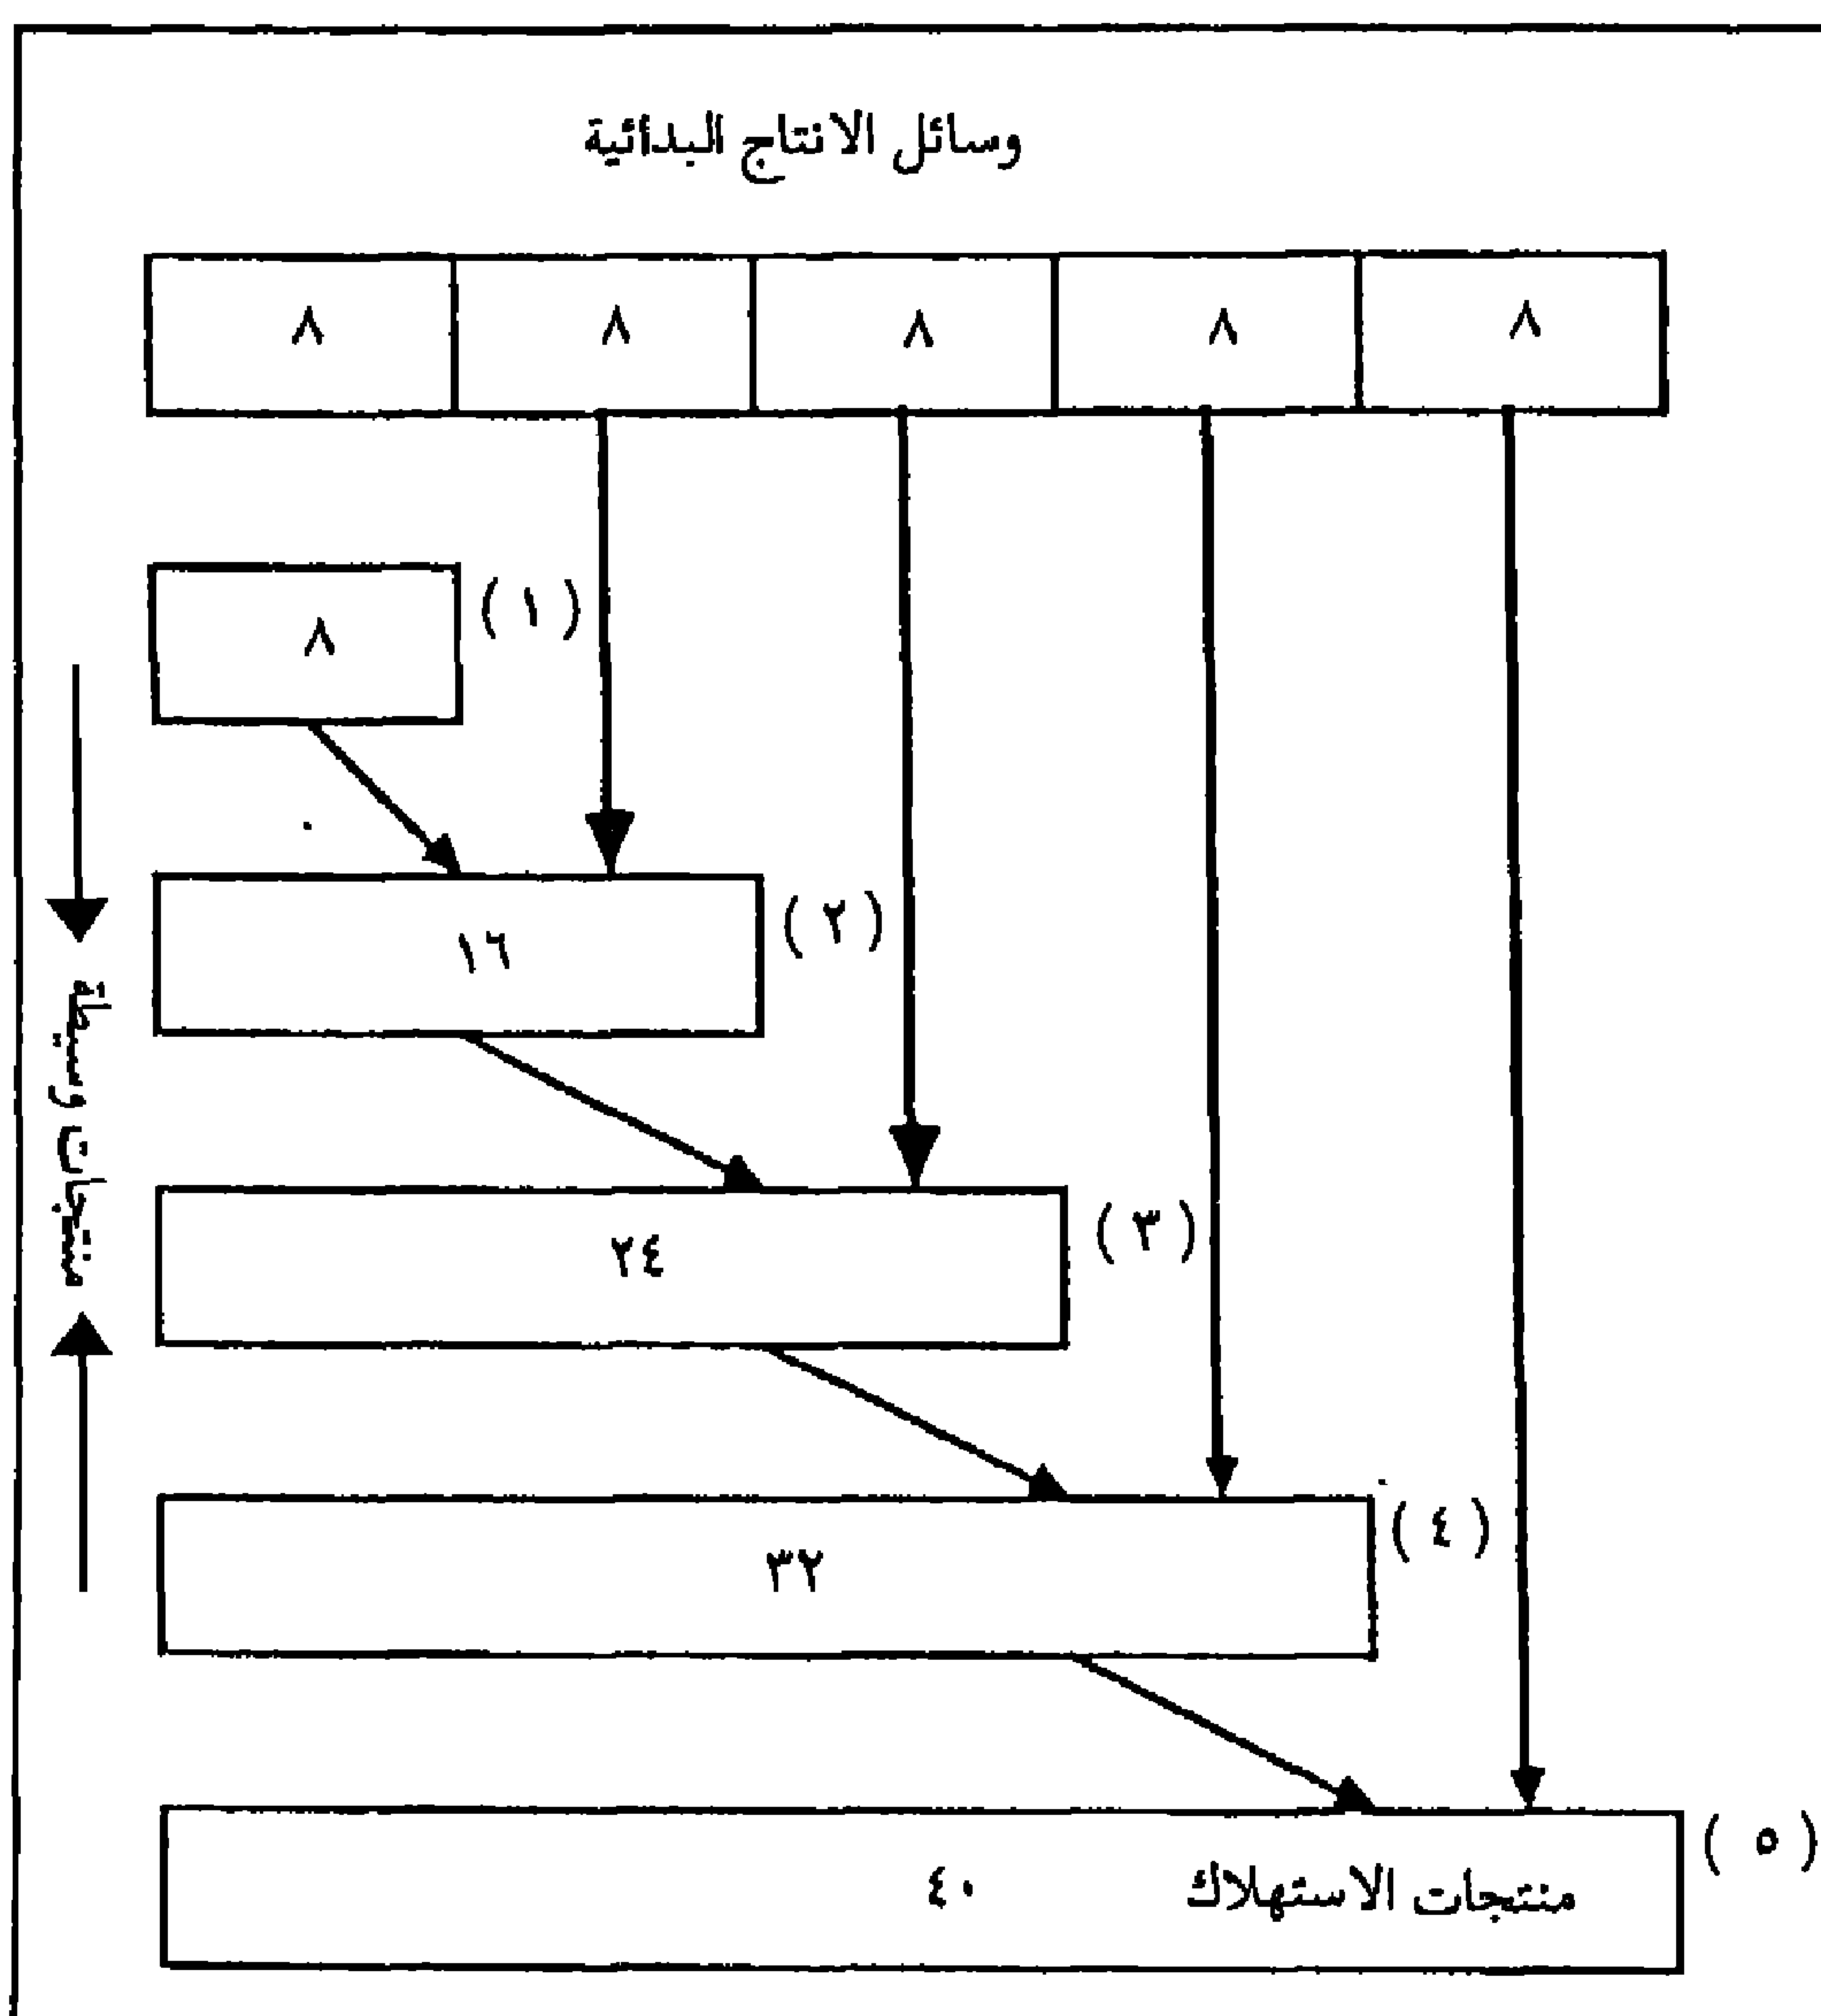 وسائل الانتاج البدائية
٨ ٨ ٨ ٨ ٨
٨ (١)
١٦ (٢)
منتجات وسيطة
٢٤ (٣)
٣٢ (٤)
منتجات الاستهلاك ٤٠ (٥)